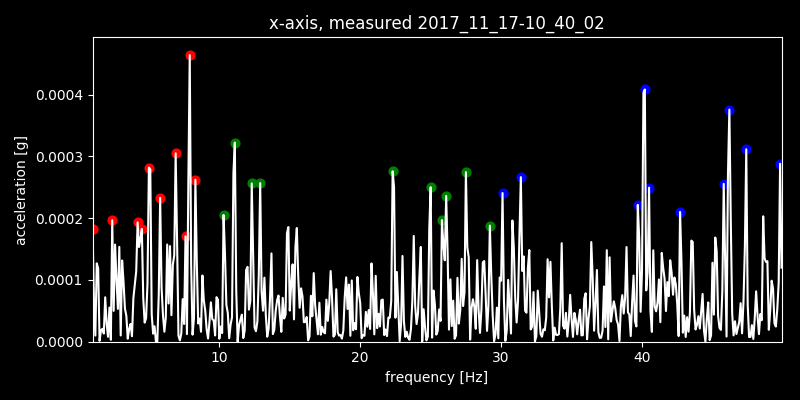 x-axis, measured 2017_11_17-10_40_02
acceleration [g]
0.0004
0.0003
0.0002
0.0001
0.0000
10 20 30 40
frequency [Hz]